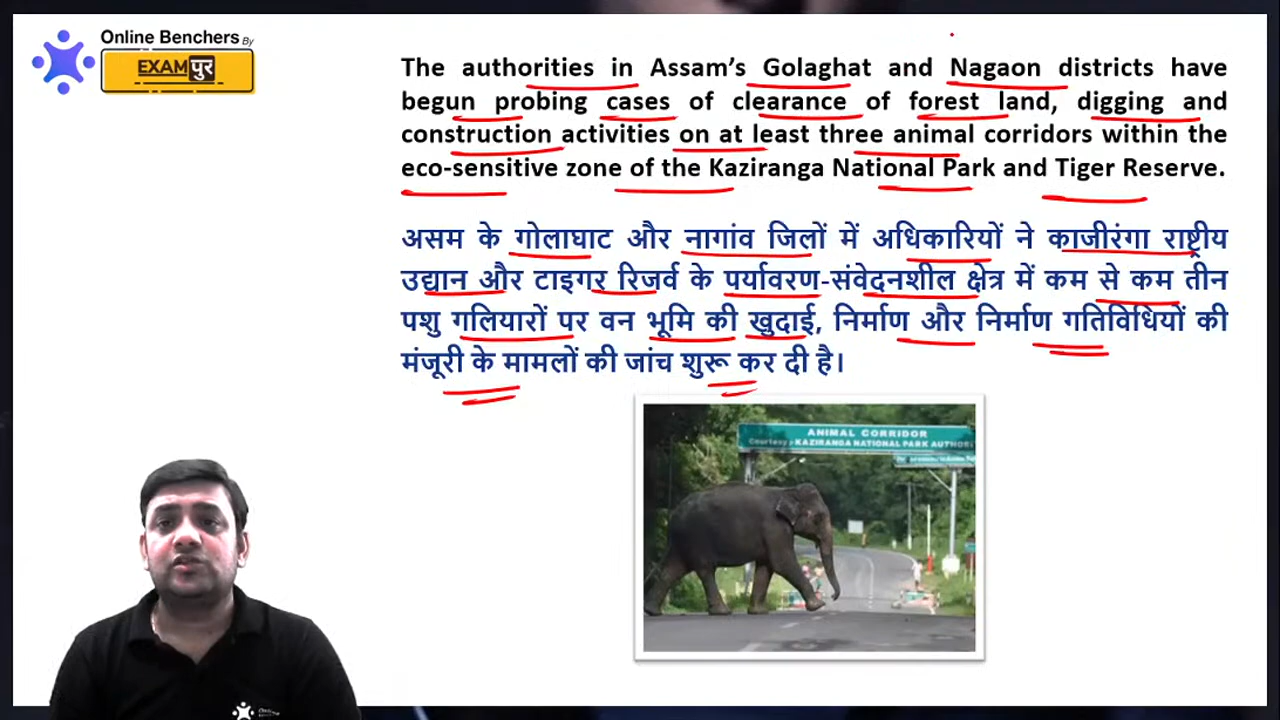 Online Benchers By
EXAMपुर
The authorities in Assam's Golaghat and Nagaon districts have
begun probing cases of clearance of forest land, digging and
construction activities on at least three animal corridors within the
eco-sensitive zone of the Kaziranga National Park and Tiger Reserve.
असम के गोलाघाट और नागांव जिलों में अधिकारियों ने काजीरंगा राष्ट्रीय
उद्यान और टाइगर रिजर्व के पर्यावरण-संवेदनशील क्षेत्र में कम से कम तीन
पशु गलियारों पर वन भूमि की खुदाई, निर्माण और निर्माण गतिविधियों की
मंजूरी के मामलों की जांच शुरू कर दी है।
ANIMAL CORRIDOR
Courtesy: KAZIRANGA NATIONAL PARK AUTHORI